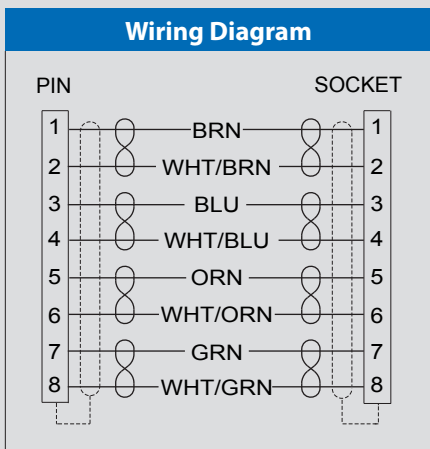 Wiring Diagram
PIN SOCKET
1 BRN 1
2 WHT/BRN 2
3 BLU 3
4 WHT/BLU 4
5 ORN 5
6 WHT/ORN 6
7 GRN 7
8 WHT/GRN 8